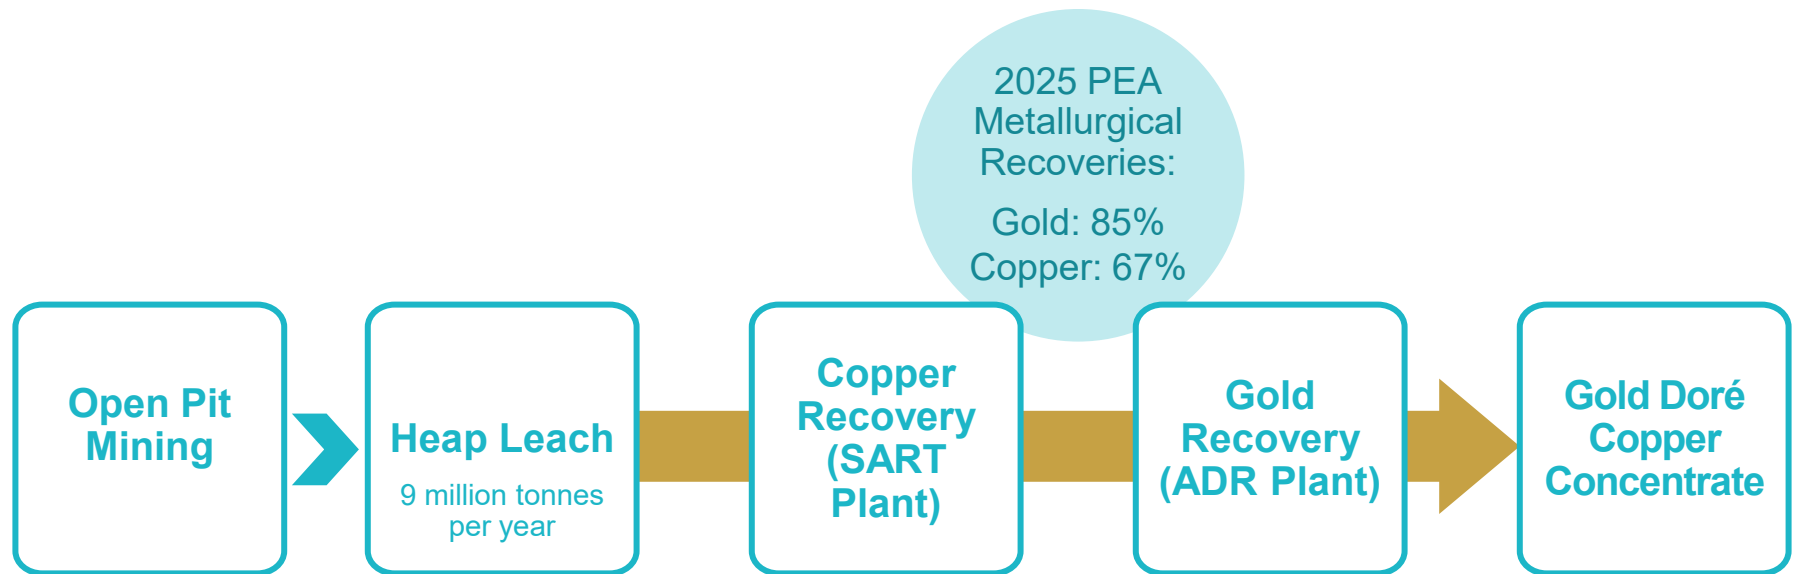 2025 PEA
Metallurgical
Recoveries:
Gold: 85%
Copper: 67%
Open Pit
Mining
Heap Leach
9 million tonnes
per year
Copper
Recovery
(SART
Plant)
Gold
Recovery
(ADR Plant)
Gold Doré
Copper
Concentrate